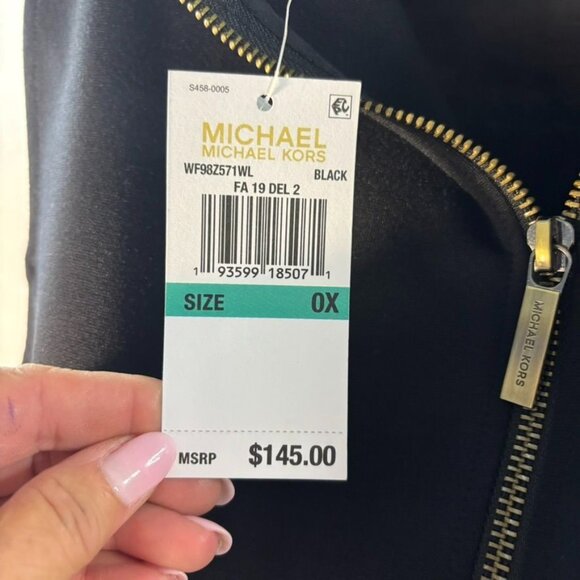 S458-0005
MICHAEL
MICHAEL KORS
WF98Z571WL BLACK
FA 19 DEL 2
1 93599 18507 1
SIZE 0X
MSRP $145.00
MICHAEL KORS